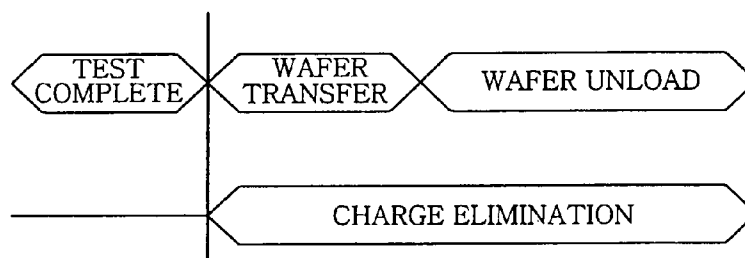 TEST
COMPLETE
WAFER
TRANSFER
WAFER UNLOAD
CHARGE ELIMINATION